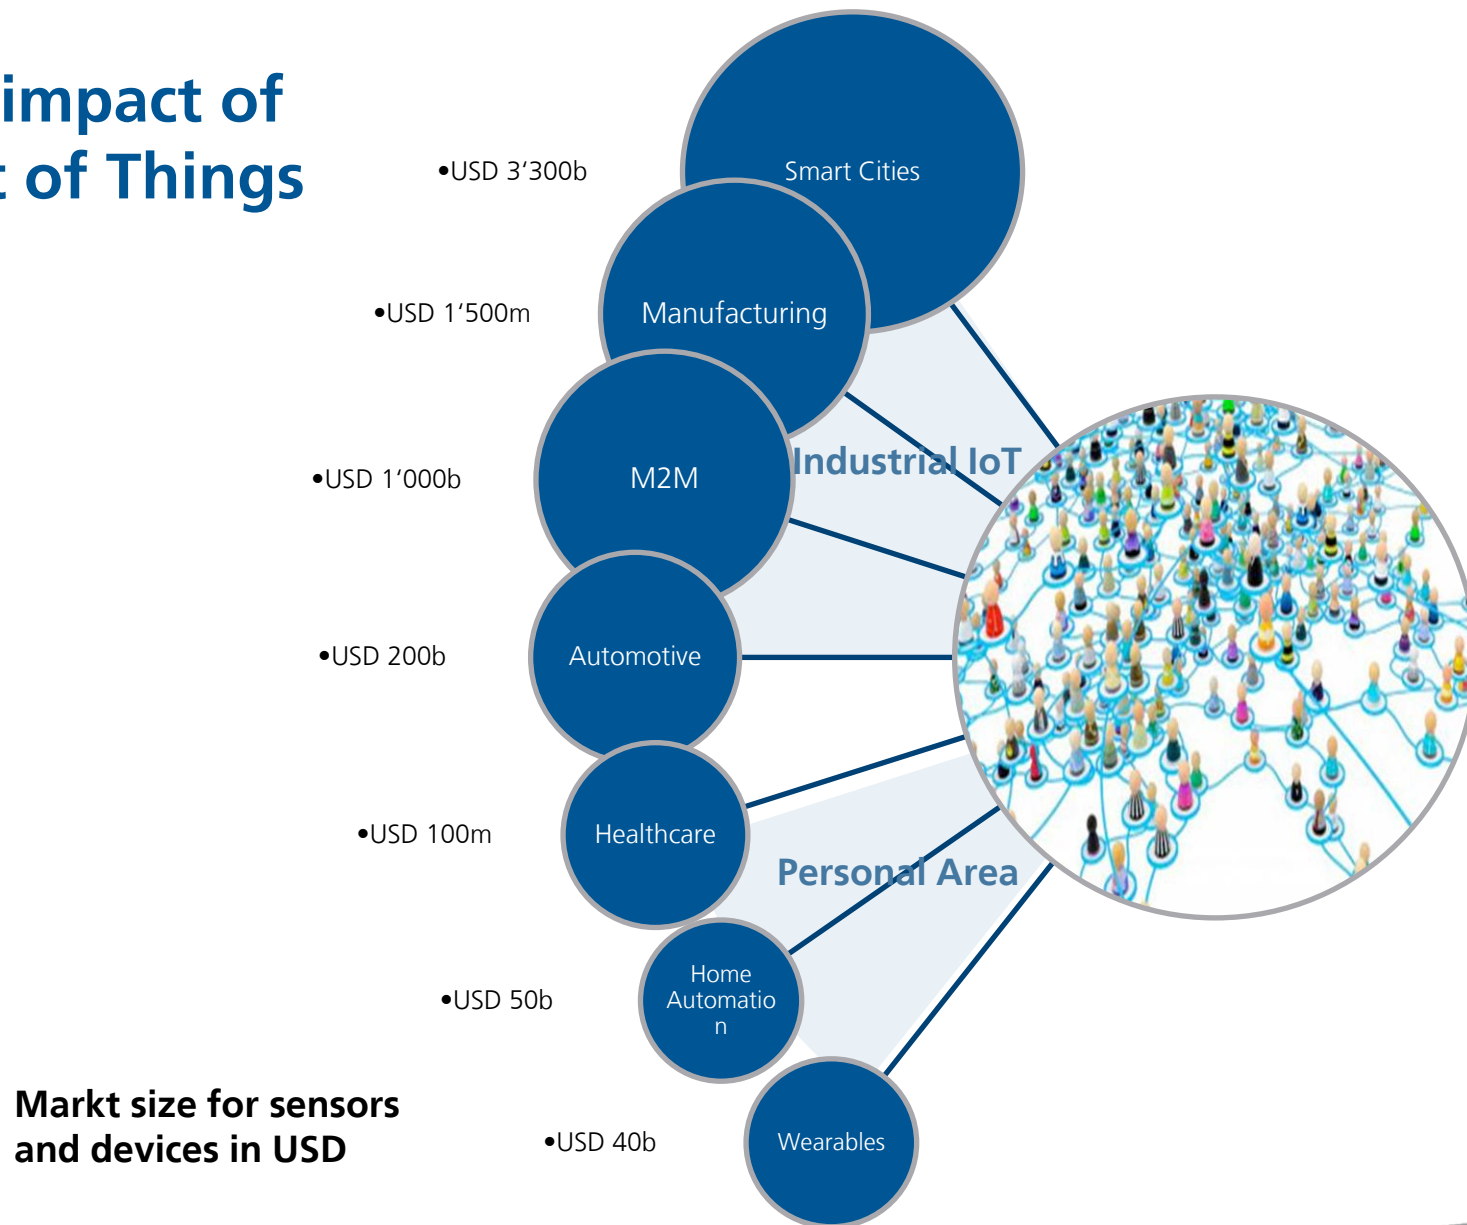 impact of
t of Things
•USD 3‘300b
Smart Cities
•USD 1‘500m
Manufacturing
•USD 1‘000b
M2M
Industrial IoT
•USD 200b
Automotive
•USD 100m
Healthcare
Personal Area
•USD 50b
Home
Automatio
n
Markt size for sensors
and devices in USD
•USD 40b
Wearables